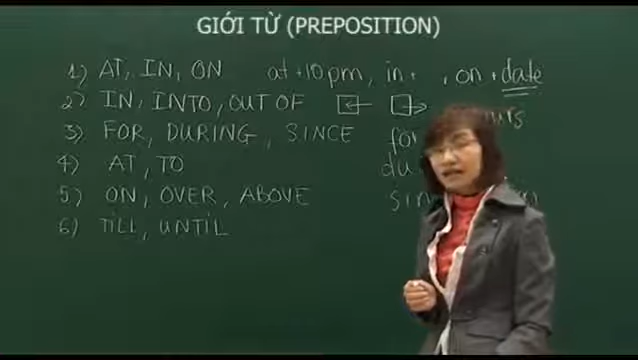 GIỚI TỪ (PREPOSITION)
1) AT, IN, ON at + 10 pm, in + , on + date
2) IN, INTO, OUT OF
3) FOR, DURING, SINCE for
4) AT, TO
5) ON, OVER, ABOVE
6) TILL, UNTIL